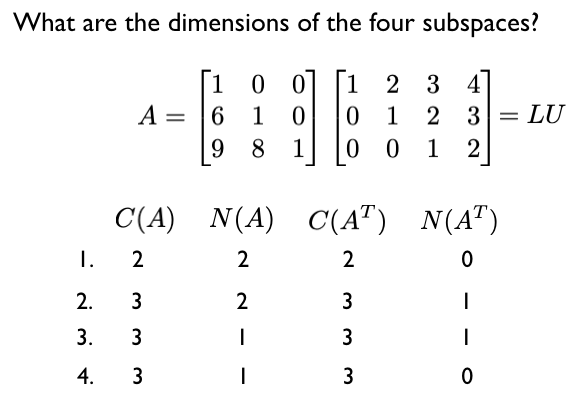 What are the dimensions of the four subspaces?
A = [1 0 0; 6 1 0; 9 8 1] [1 2 3 4; 0 1 2 3; 0 0 1 2] = LU
C(A) N(A) C(Aᵀ) N(Aᵀ)
1. 2 2 2 0
2. 3 2 3 1
3. 3 1 3 1
4. 3 1 3 0